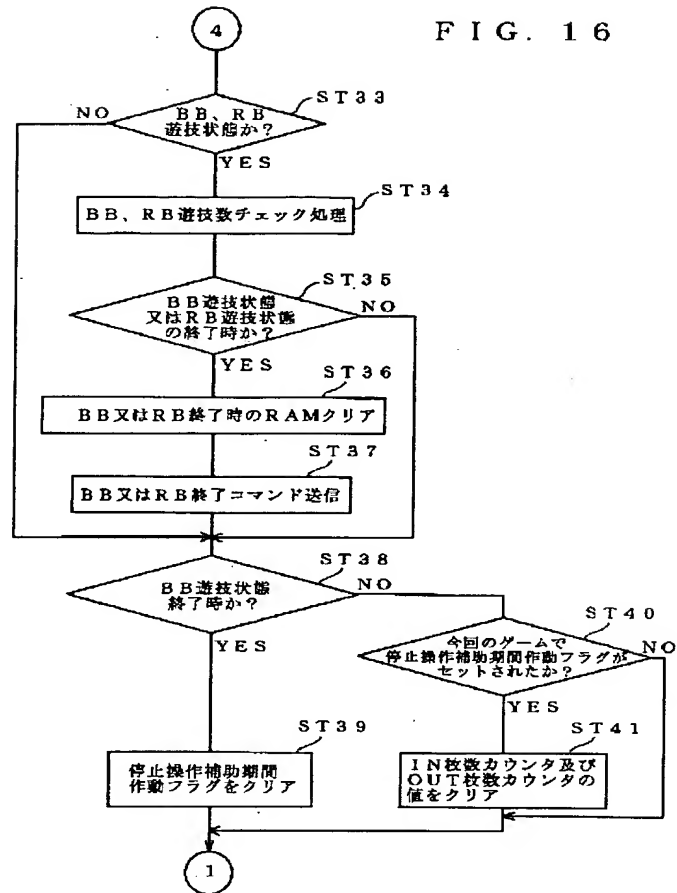 FIG. 16
4
ST33
NO
BB、RB
遊技状態か？
YES
ST34
BB、RB遊技数チェック処理
ST35
BB遊技状態
又はRB遊技状態
の終了時か？
NO
YES
ST36
BB又はRB終了時のRAMクリア
ST37
BB又はRB終了コマンド送信
ST38
BB遊技状態
終了時か？
NO
YES
ST40
今回のゲームで
停止操作補助期間作動フラグが
セットされたか？
NO
YES
ST39
停止操作補助期間
作動フラグをクリア
ST41
IN枚数カウンタ及び
OUT枚数カウンタの
値をクリア
1